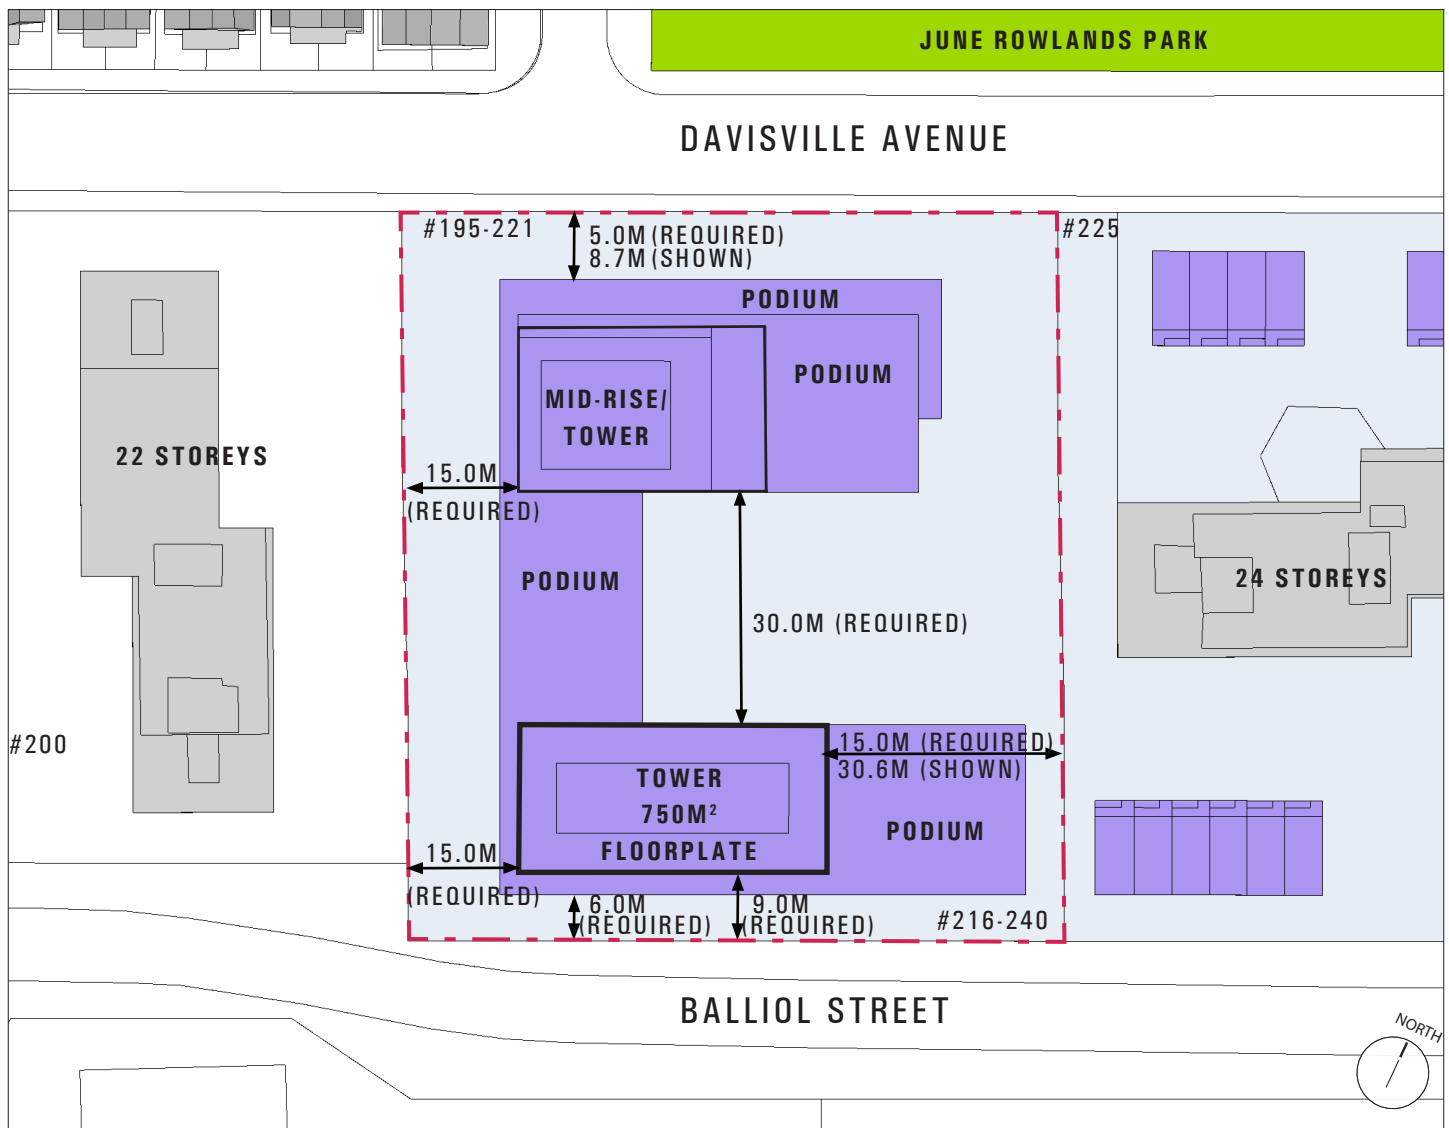 JUNE ROWLANDS PARK
DAVISVILLE AVENUE
#195-221
5.0M (REQUIRED)
8.7M (SHOWN)
#225
PODIUM
PODIUM
MID-RISE/
TOWER
22 STOREYS
15.0M
(REQUIRED)
PODIUM
24 STOREYS
30.0M (REQUIRED)
#200
15.0M (REQUIRED)
30.6M (SHOWN)
TOWER
750M²
FLOORPLATE
PODIUM
15.0M
(REQUIRED)
6.0M
(REQUIRED)
9.0M
(REQUIRED)
#216-240
BALLIOL STREET
NORTH